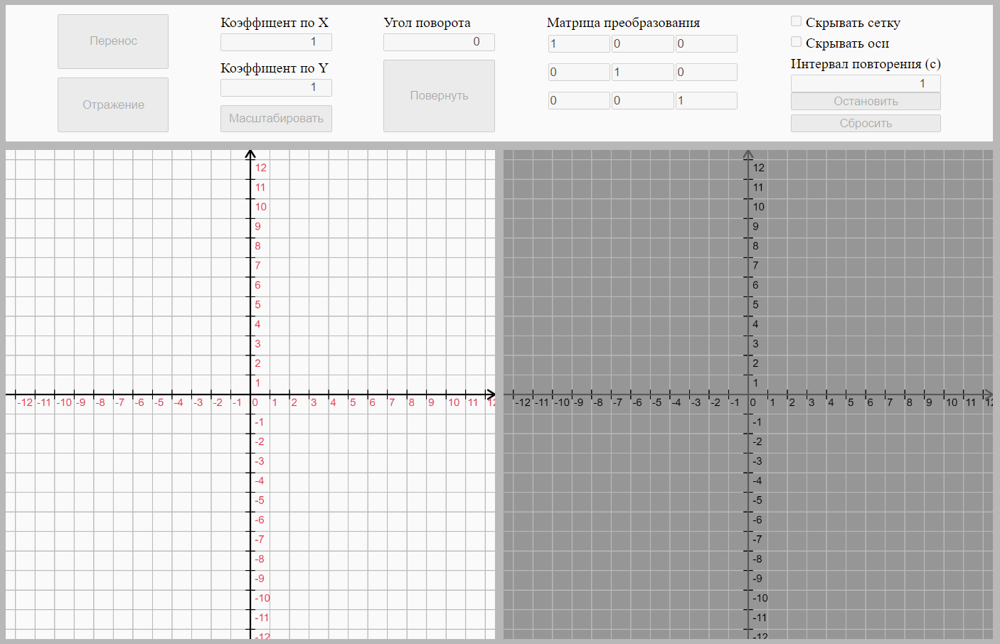 Перенос
Отражение
Коэффицент по X
1
Коэффицент по Y
1
Масштабировать
Угол поворота
0
Повернуть
Матрица преобразования
1 0 0
0 1 0
0 0 1
Скрывать сетку
Скрывать оси
Интервал повторения (с)
1
Остановить
Сбросить
12
11
10
9
8
7
6
5
4
3
2
1
-12 -11 -10 -9 -8 -7 -6 -5 -4 -3 -2 -1 0 1 2 3 4 5 6 7 8 9 10 11 12
-1
-2
-3
-4
-5
-6
-7
-8
-9
-10
-11
-12
12
11
10
9
8
7
6
5
4
3
2
1
-12 -11 -10 -9 -8 -7 -6 -5 -4 -3 -2 -1 0 1 2 3 4 5 6 7 8 9 10 11 12
-1
-2
-3
-4
-5
-6
-7
-8
-9
-10
-11
-12